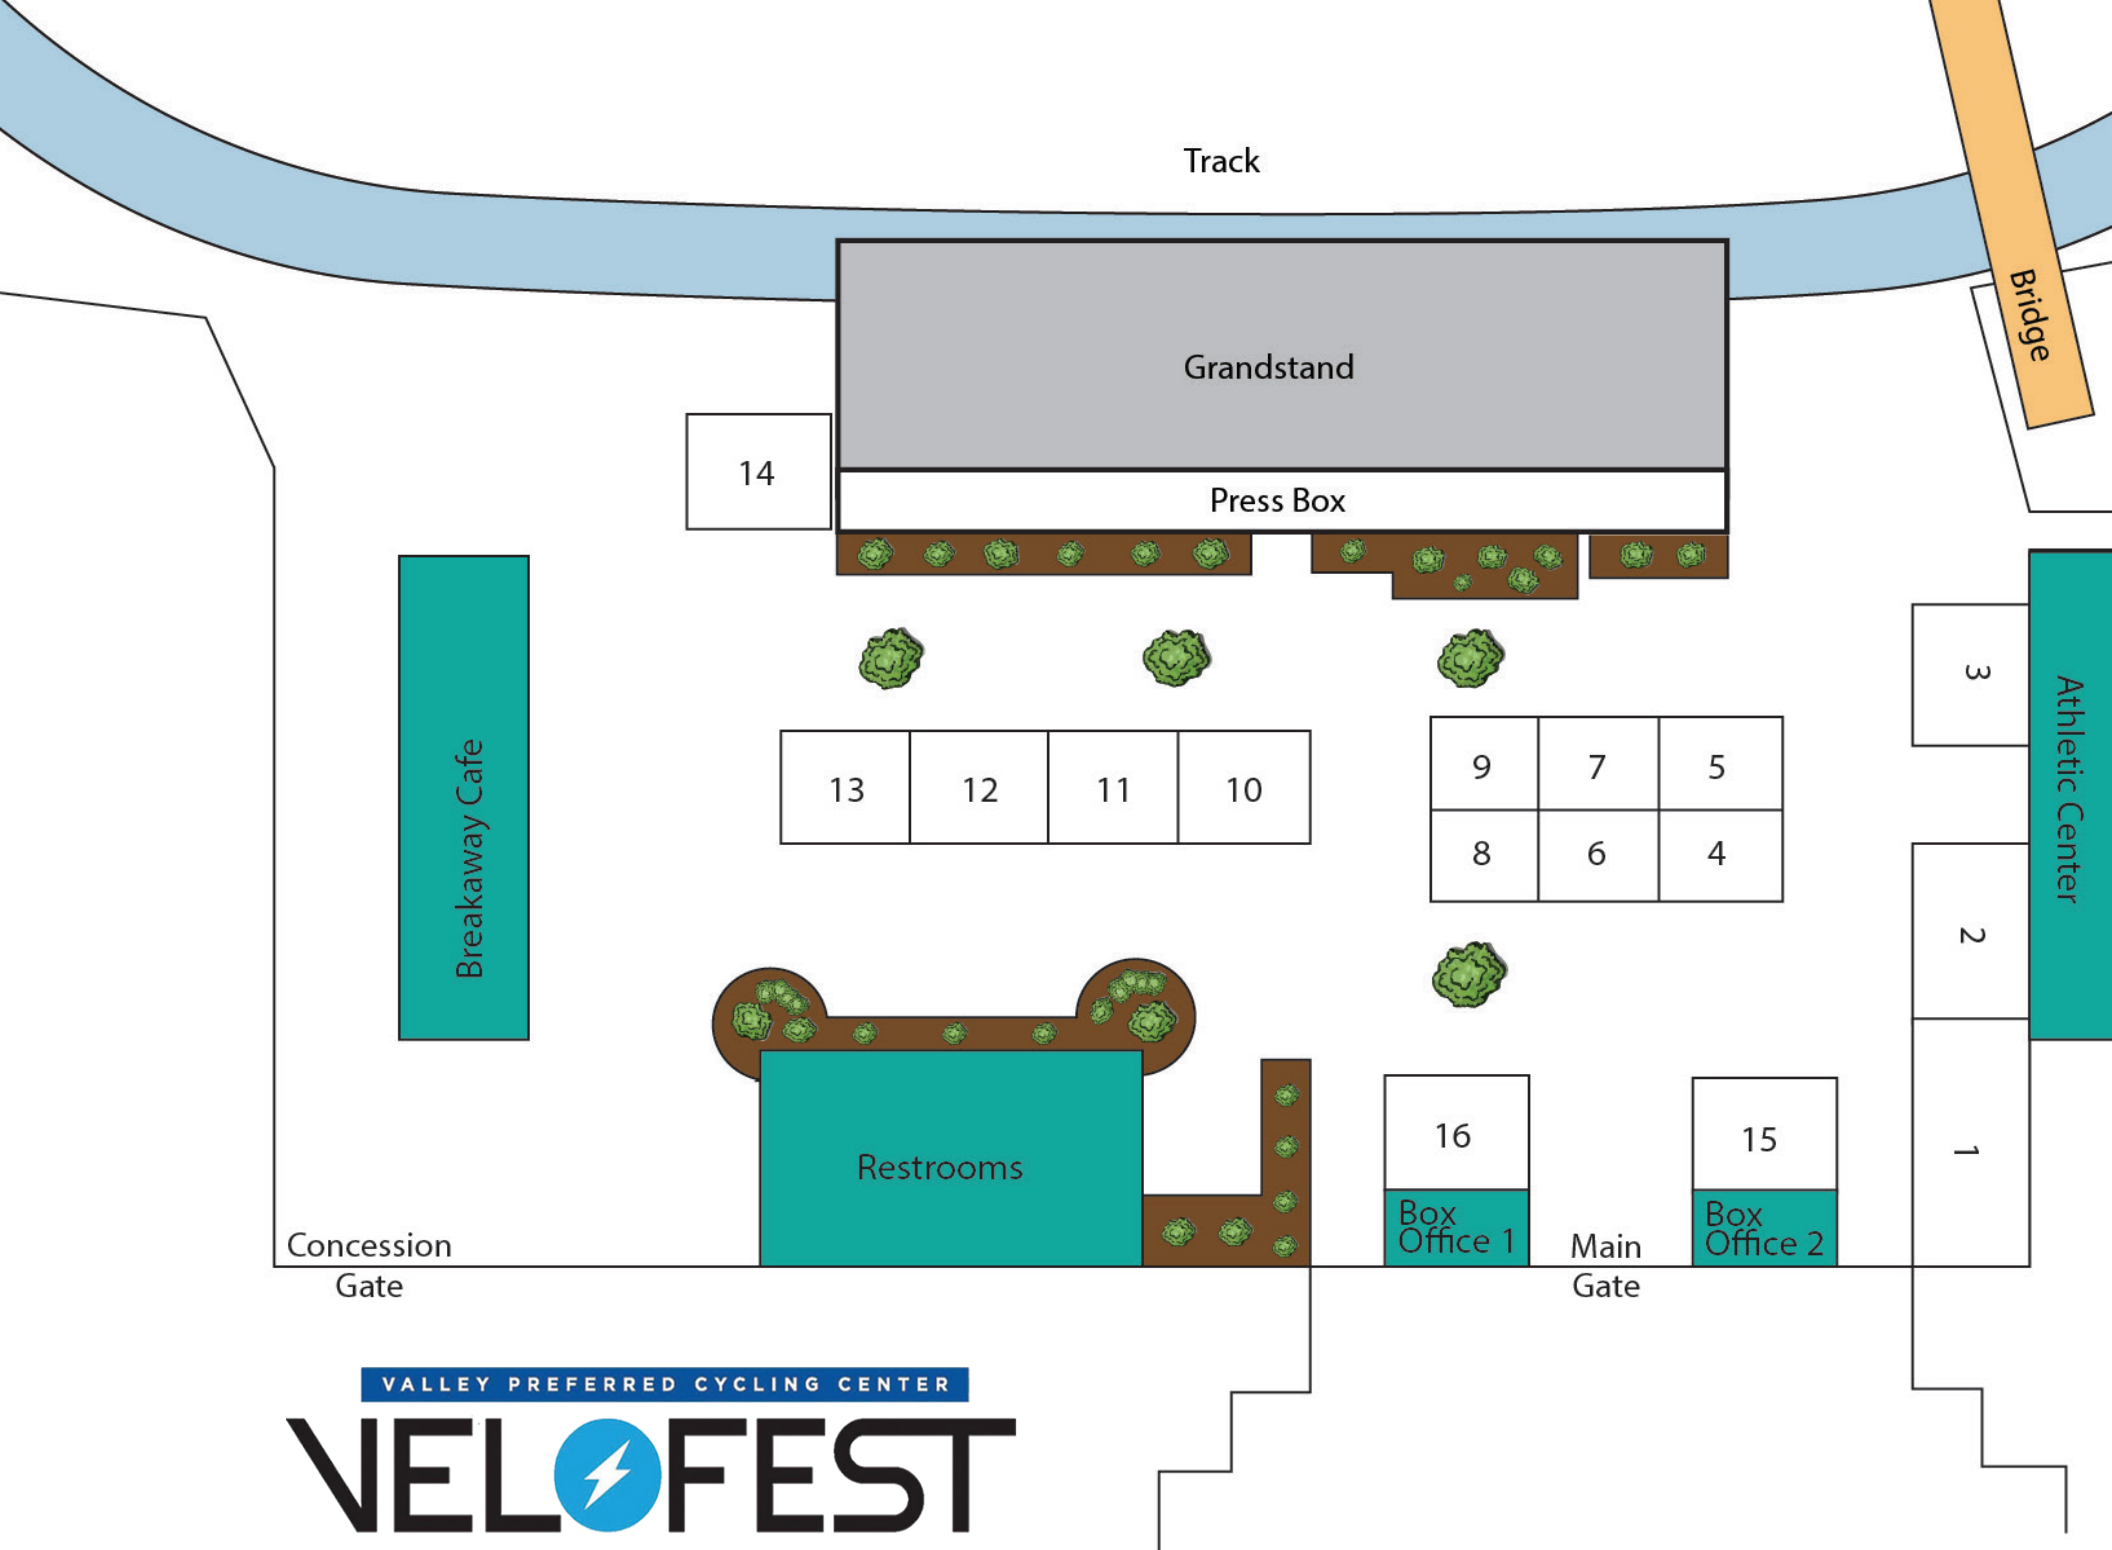 Track
Bridge
Grandstand
14
Press Box
3
Athletic Center
9
7
5
13
12
11
10
8
6
4
Breakaway Cafe
2
16
15
1
Restrooms
Box
Office 1
Box
Office 2
Concession
Gate
Main
Gate
VALLEY PREFERRED CYCLING CENTER
VELOFEST